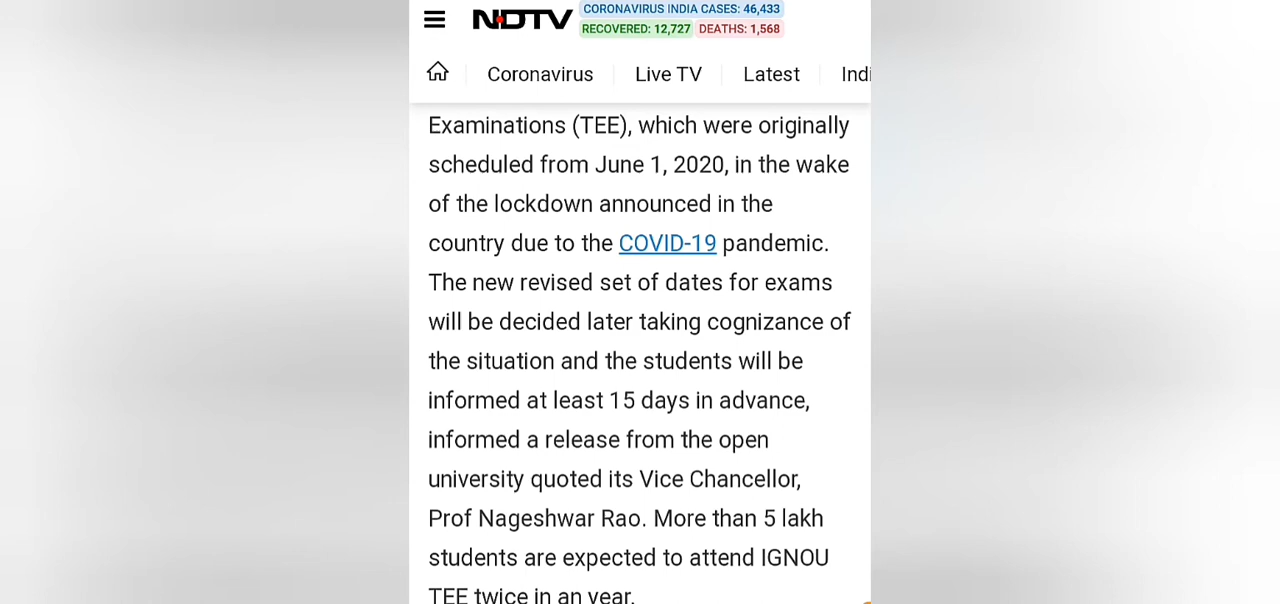 NDTV
CORONAVIRUS INDIA CASES: 46,433
RECOVERED: 12,727 DEATHS: 1,568
Coronavirus Live TV Latest Indi
Examinations (TEE), which were originally
scheduled from June 1, 2020, in the wake
of the lockdown announced in the
country due to the COVID-19 pandemic.
The new revised set of dates for exams
will be decided later taking cognizance of
the situation and the students will be
informed at least 15 days in advance,
informed a release from the open
university quoted its Vice Chancellor,
Prof Nageshwar Rao. More than 5 lakh
students are expected to attend IGNOU
TEE twice in an year.